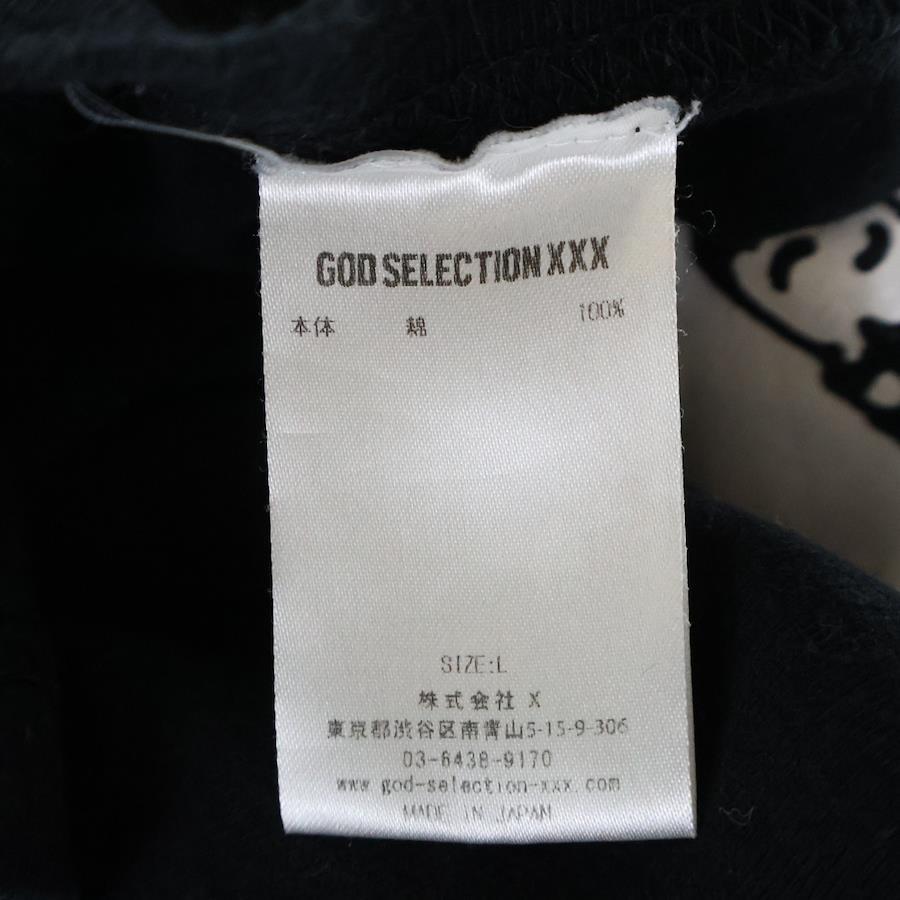 GOD SELECTION XXX
本体 綿 100%
SIZE:L
株式会社 X
東京都渋谷区南青山5-15-9-306
03-6438-9170
www god-selection-xxx com
MADE IN JAPAN